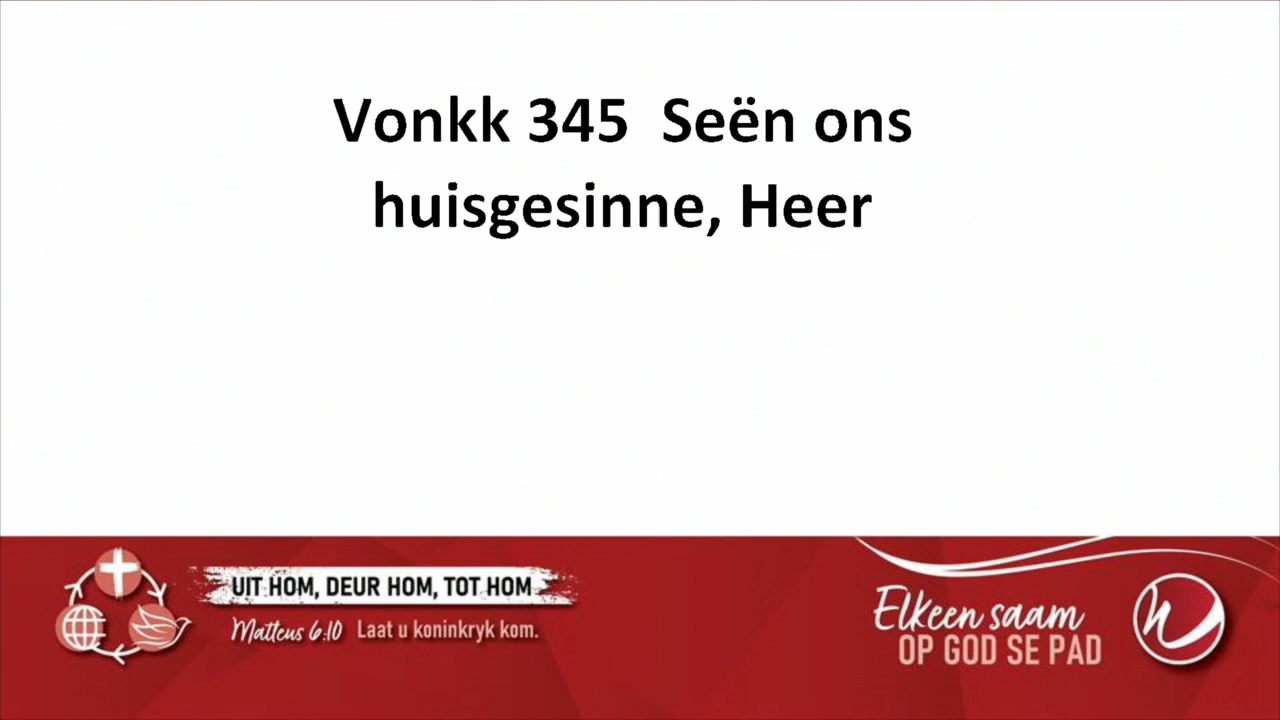 Vonkk 345  Seën ons
huisgesinne, Heer
UIT HOM, DEUR HOM, TOT HOM
Matteus 6:10 Laat u koninkryk kom.
Elkeen saam
OP GOD SE PAD